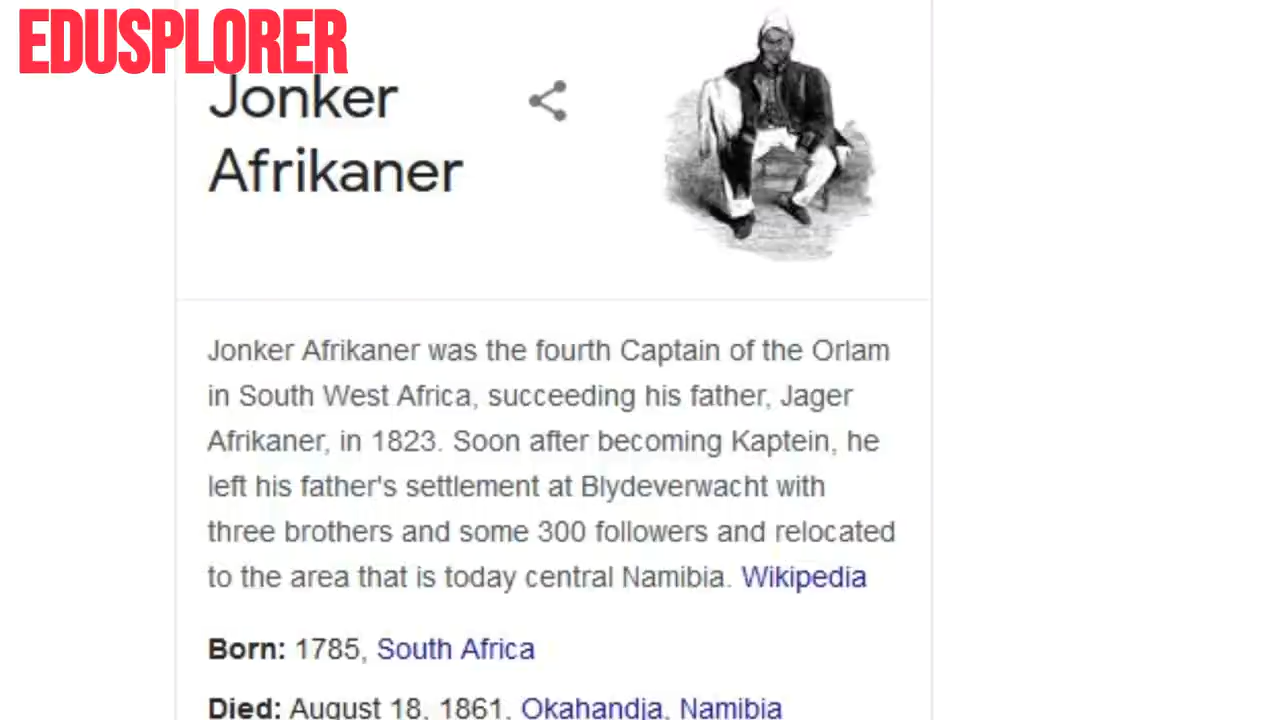 EDUSPLORER
Jonker
Afrikaner
Jonker Afrikaner was the fourth Captain of the Orlam
in South West Africa, succeeding his father, Jager
Afrikaner, in 1823. Soon after becoming Kaptein, he
left his father's settlement at Blydeverwacht with
three brothers and some 300 followers and relocated
to the area that is today central Namibia. Wikipedia
Born: 1785, South Africa
Died: August 18, 1861, Okahandja, Namibia